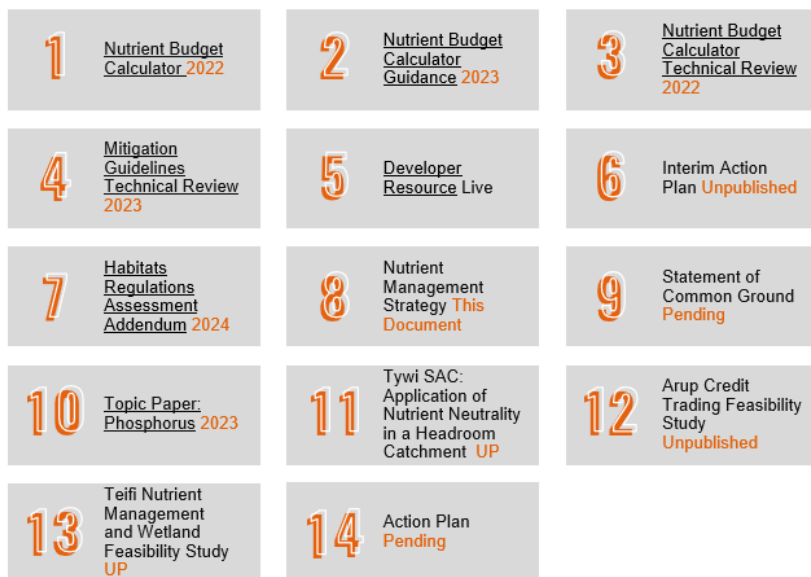 1
Nutrient Budget
Calculator 2022
2
Nutrient Budget
Calculator
Guidance 2023
3
Nutrient Budget
Calculator
Technical Review
2022
4
Mitigation
Guidelines
Technical Review
2023
5
Developer
Resource Live
6
Interim Action
Plan Unpublished
7
Habitats
Regulations
Assessment
Addendum 2024
8
Nutrient
Management
Strategy This
Document
9
Statement of
Common Ground
Pending
10
Topic Paper:
Phosphorus 2023
11
Tywi SAC:
Application of
Nutrient Neutrality
in a Headroom
Catchment UP
12
Arup Credit
Trading Feasibility
Study
Unpublished
13
Teifi Nutrient
Management
and Wetland
Feasibility Study
UP
14
Action Plan
Pending